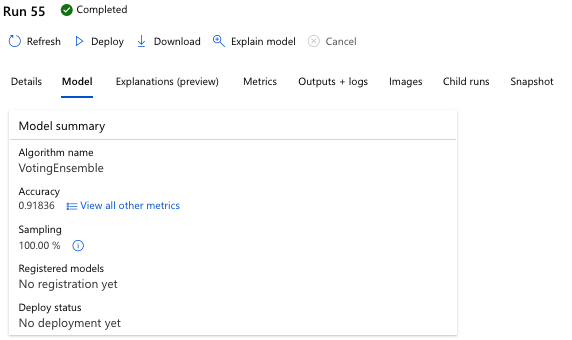 Run 55 Completed
Refresh Deploy Download Explain model Cancel
Details Model Explanations (preview) Metrics Outputs + logs Images Child runs Snapshot
Model summary
Algorithm name
VotingEnsemble
Accuracy
0.91836 View all other metrics
Sampling
100.00 %
Registered models
No registration yet
Deploy status
No deployment yet